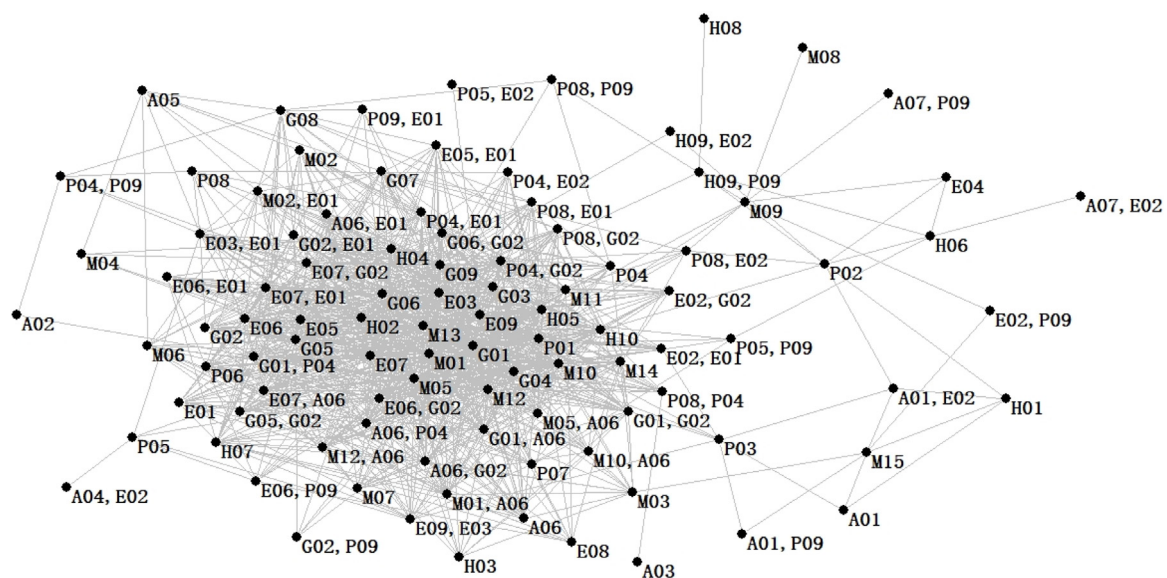 H08
M08
P05, E02
P08, P09
A05
A07, P09
G08
P09, E01
H09, E02
M02
E05, E01
P04, P09
P08
G07
P04, E02
H09, P09
E04
M02, E01
A07, E02
A06, E01
P04, E01
P08, E01
M09
E03, E01
G02, E01
G06, G02
P08, G02
H06
M04
H04
P08, E02
E07, G02
G09
P04, G02
P04
P02
E06, E01
E07, E01
G06
E03
G03
M11
E02, G02
A02
G02
E06
E05
H02
M13
E09
H05
H10
E02, P09
M06
G05
G01
P01
E02, E01
P05, P09
G01, P04
E07
M01
M10
M14
P06
M05
G04
E01
E07, A06
M12
P08, P04
A01, E02
H01
G05, G02
E06, G02
M05, A06
G01, G02
P05
H07
A06, P04
G01, A06
P03
M12, A06
M10, A06
M15
A06, G02
P07
A04, E02
E06, P09
M07
M01, A06
M03
A01
G02, P09
E09, E03
A06
A01, P09
H03
E08
A03